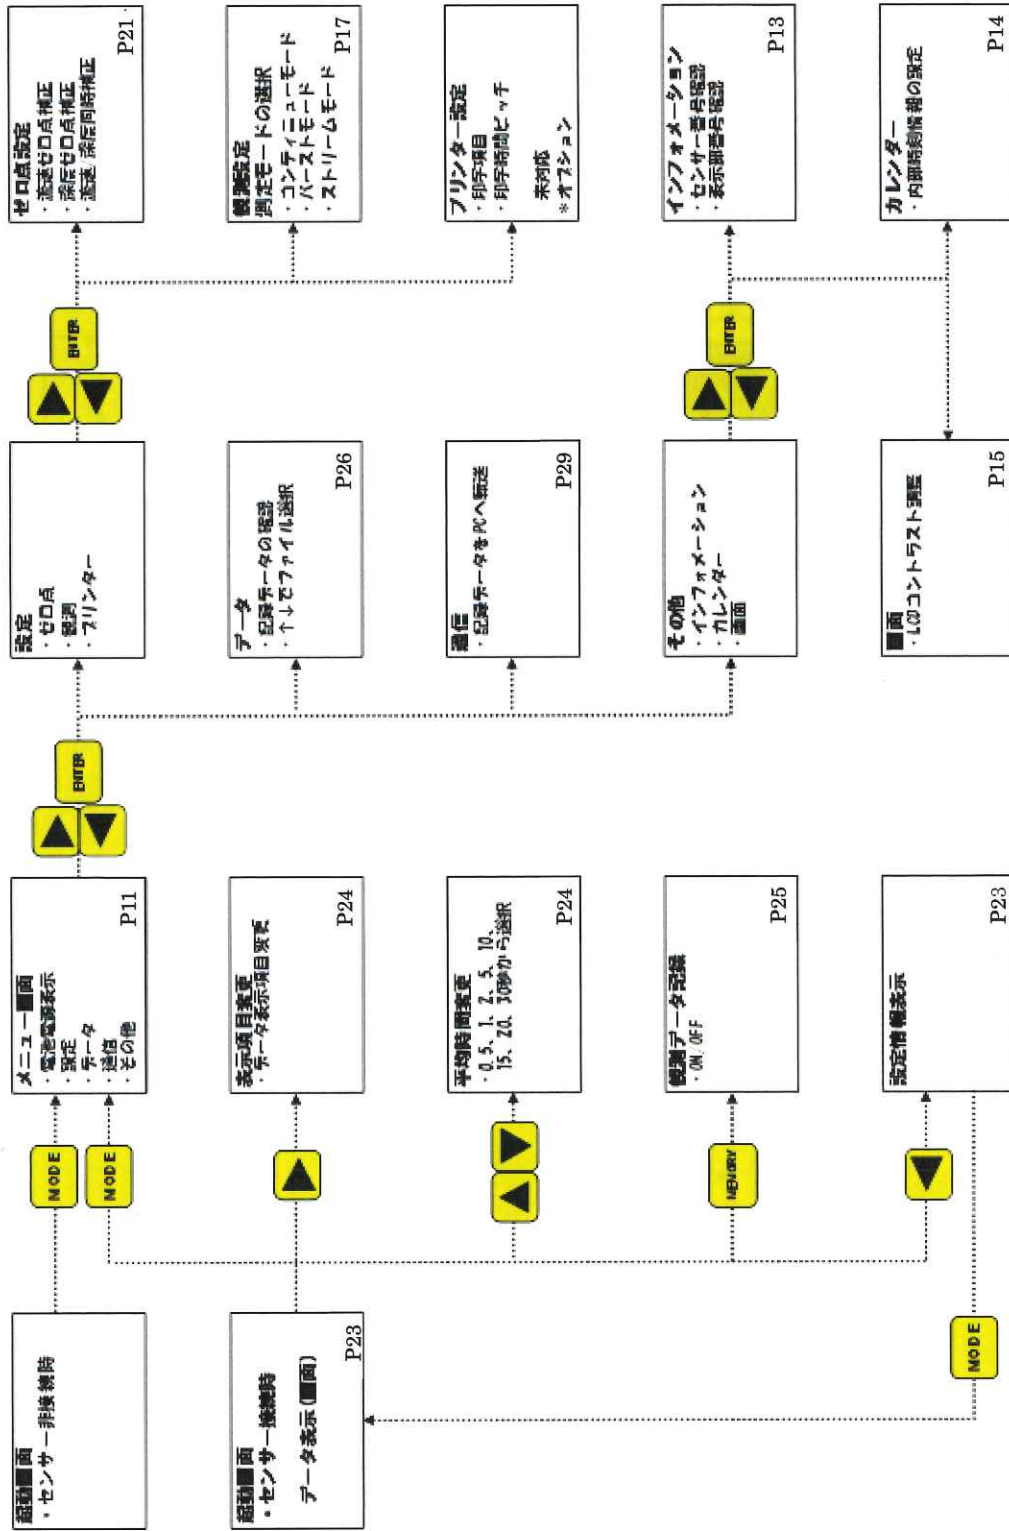 起動画面
・センサー非接続時
起動画面
・センサー接続時
データ表示(画面)
P23
MODE
MODE
MEMORY
MODE
メニュー画面
・電池電源表示
・設定
・データ
・通信
・その他
P11
表示項目変更
・データ表示項目変更
P24
平均時間変更
・0.5、1、2、5、10、
15、20、30秒から選択
P24
観測データ記録
・ON/OFF
P25
設定情報表示
P23
ENTER
設定
・ゼロ点
・観測
・プリンター
データ
・記録データの確認
・↑↓でファイル選択
P26
通信
・記録データをPCへ転送
P29
その他
・インフォメーション
・カレンダー
・画面
画面
・LCDコントラスト調整
P15
ENTER
ENTER
ゼロ点設定
・流速ゼロ点補正
・深度ゼロ点補正
・流速/深度同時補正
P21
観測設定
測定モードの選択
・コンティニューモード
・バーストモード
・ストリームモード
P17
プリンター設定
・印字項目
・印字時間ピッチ
未対応
*オプション
インフォメーション
・センサー番号確認
・表示部番号確認
P13
カレンダー
・内部時刻情報の設定
P14